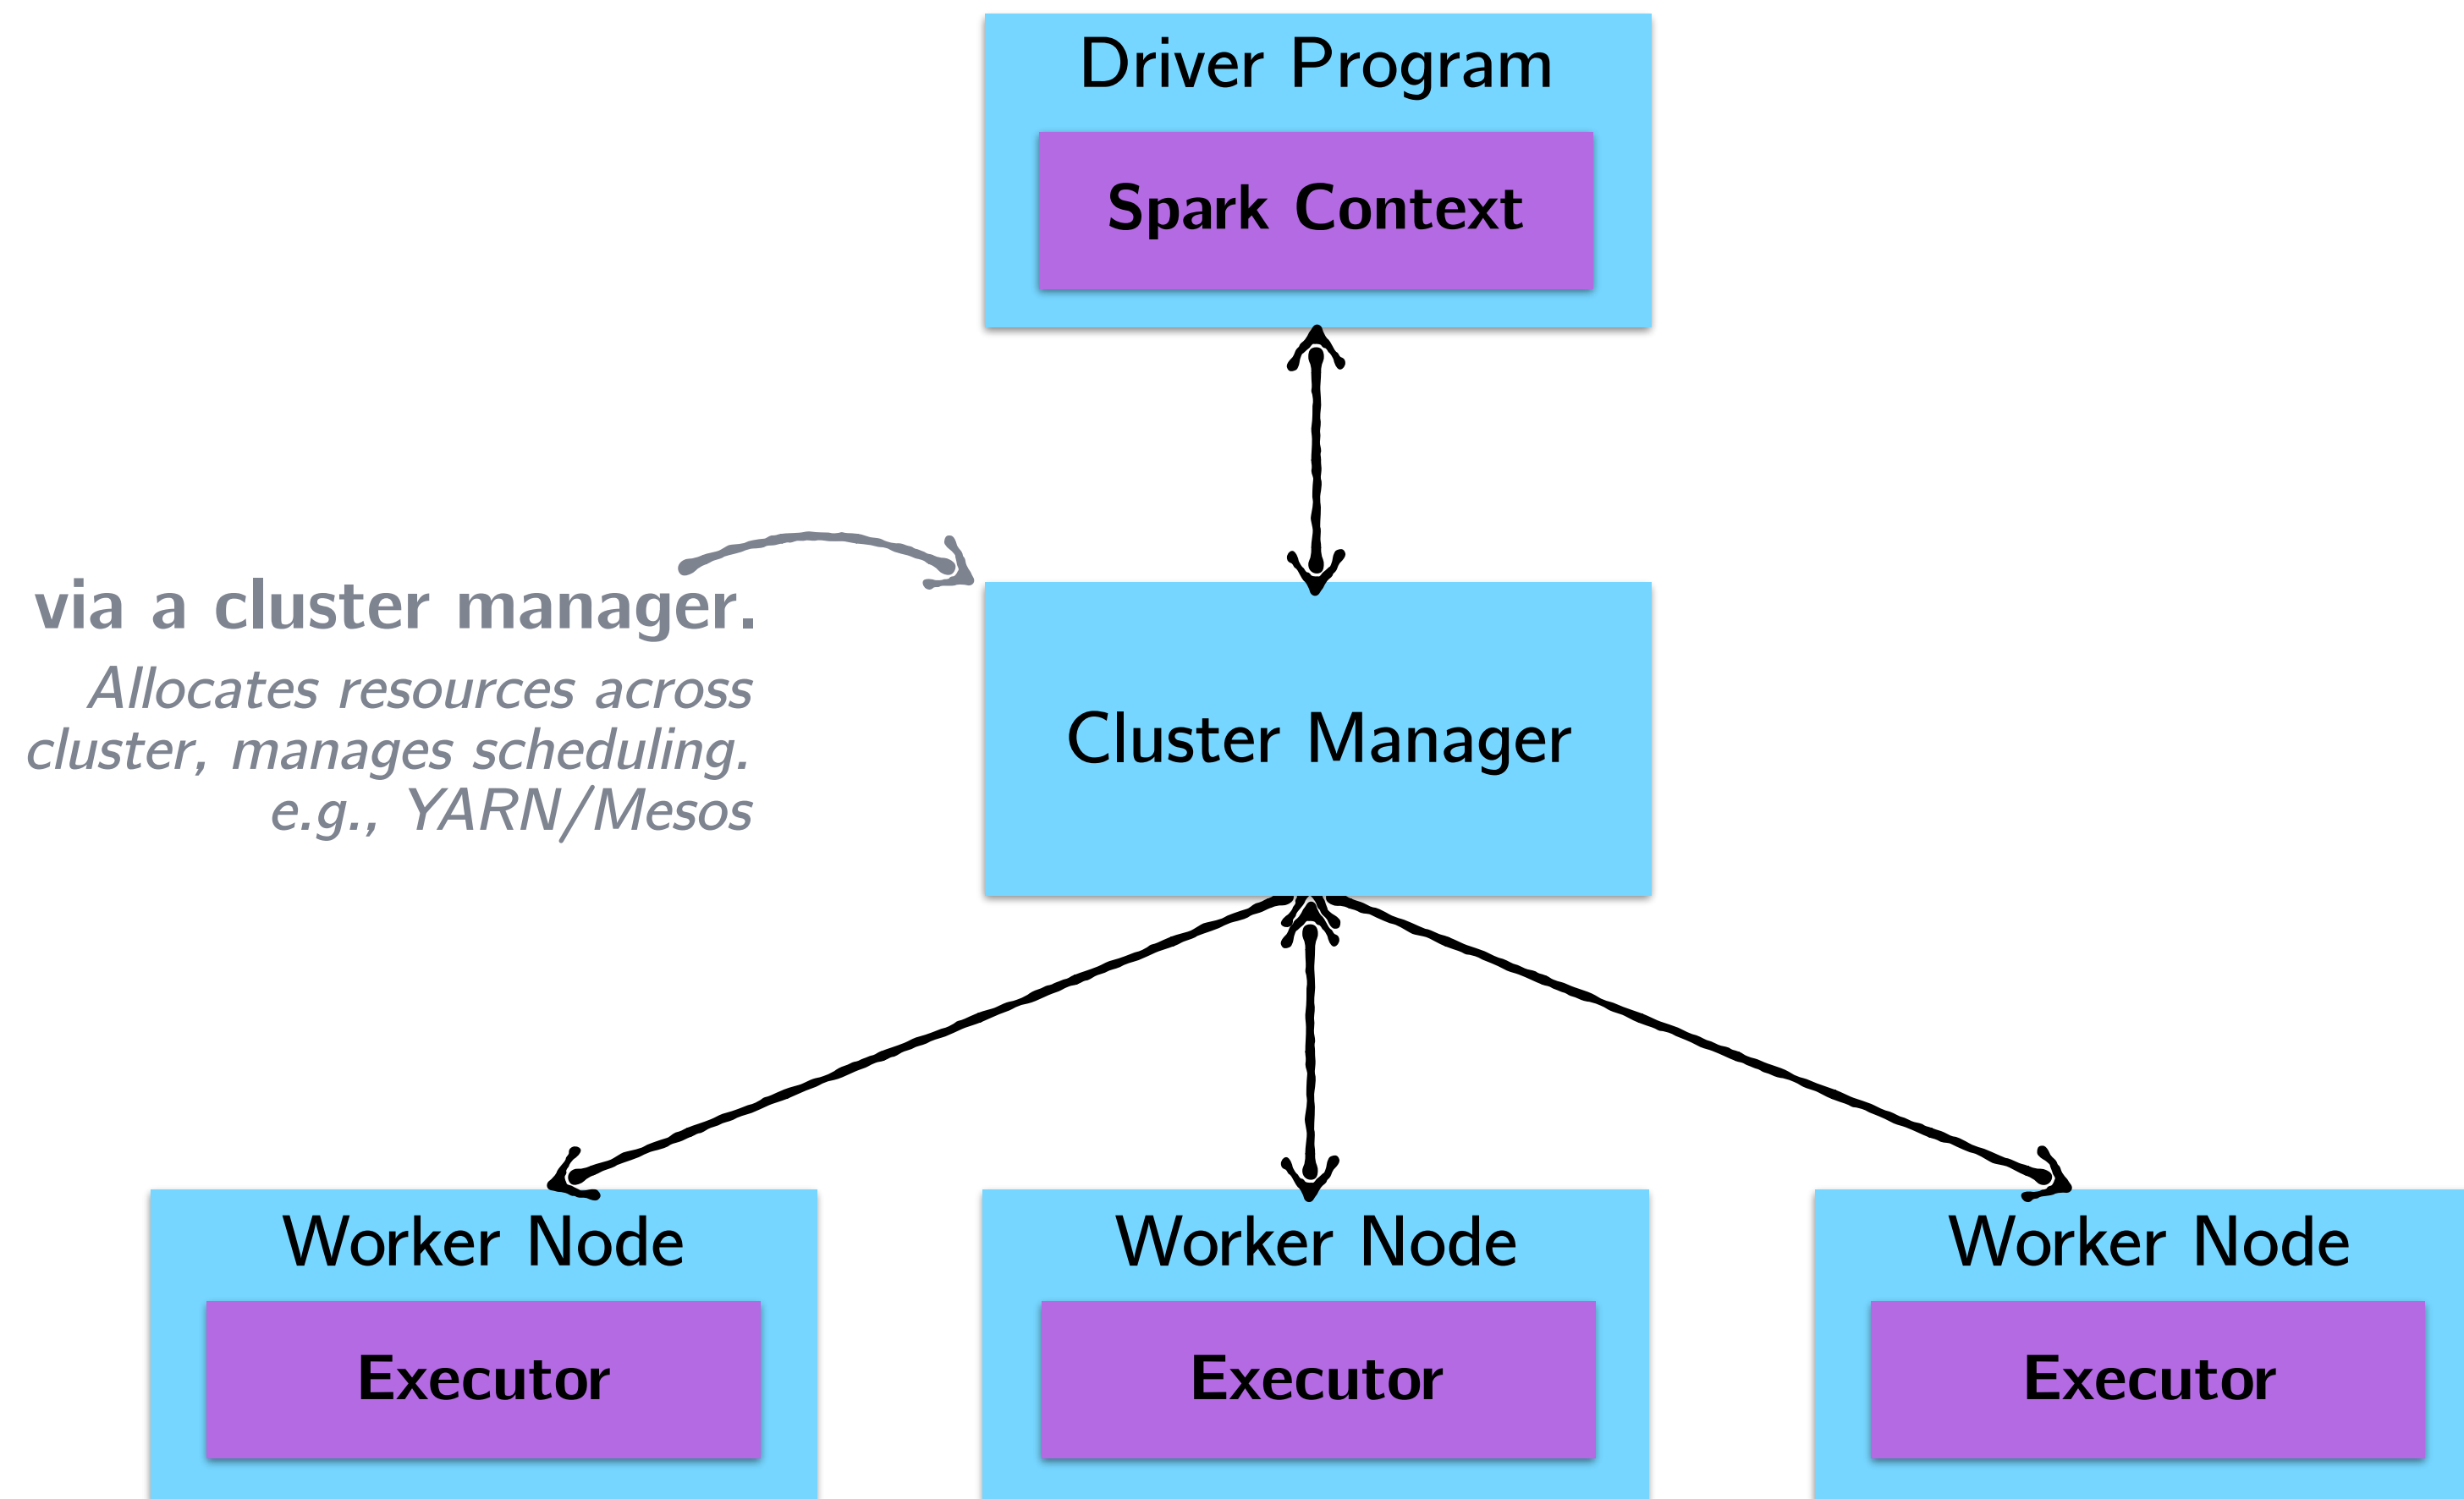 Driver Program
Spark Context
via a cluster manager.
Allocates resources across
cluster, manages scheduling.
e.g., YARN/Mesos
Cluster Manager
Worker Node
Executor
Worker Node
Executor
Worker Node
Executor